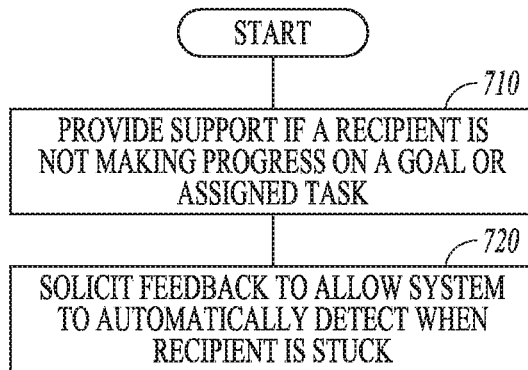 START
710
PROVIDE SUPPORT IF A RECIPIENT IS
NOT MAKING PROGRESS ON A GOAL OR
ASSIGNED TASK
720
SOLICIT FEEDBACK TO ALLOW SYSTEM
TO AUTOMATICALLY DETECT WHEN
RECIPIENT IS STUCK